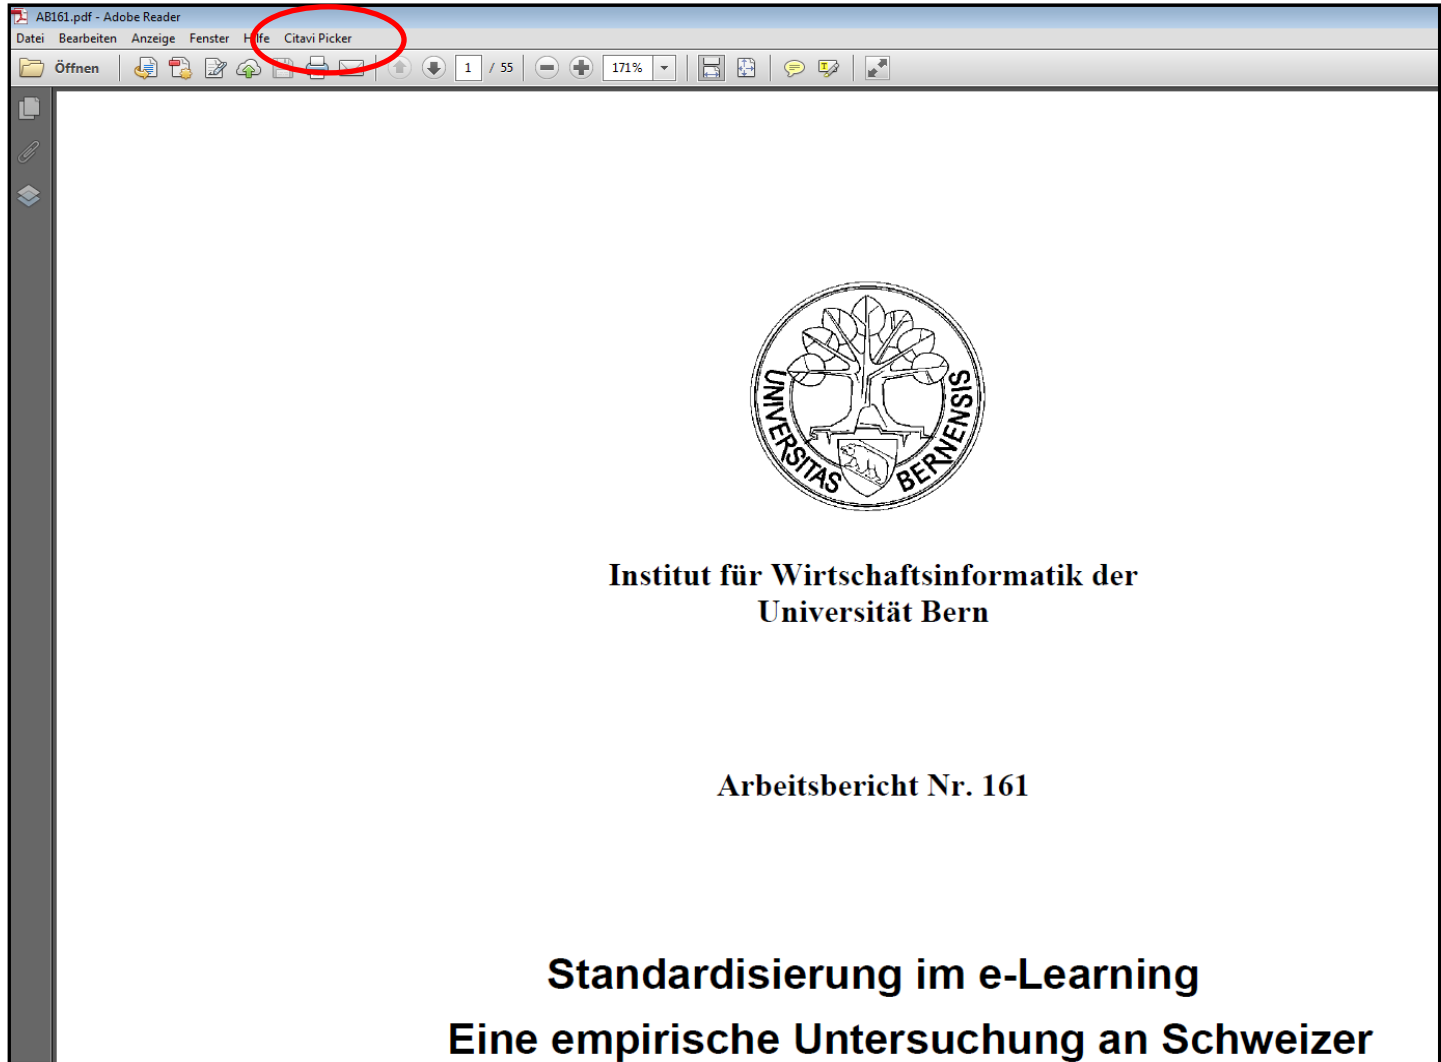 AB161.pdf - Adobe Reader
Datei Bearbeiten Anzeige Fenster Hilfe Citavi Picker
Öffnen 1 / 55 171%
UNIVERSITAS BERNENSIS
Institut für Wirtschaftsinformatik der
Universität Bern
Arbeitsbericht Nr. 161
Standardisierung im e-Learning
Eine empirische Untersuchung an Schweizer